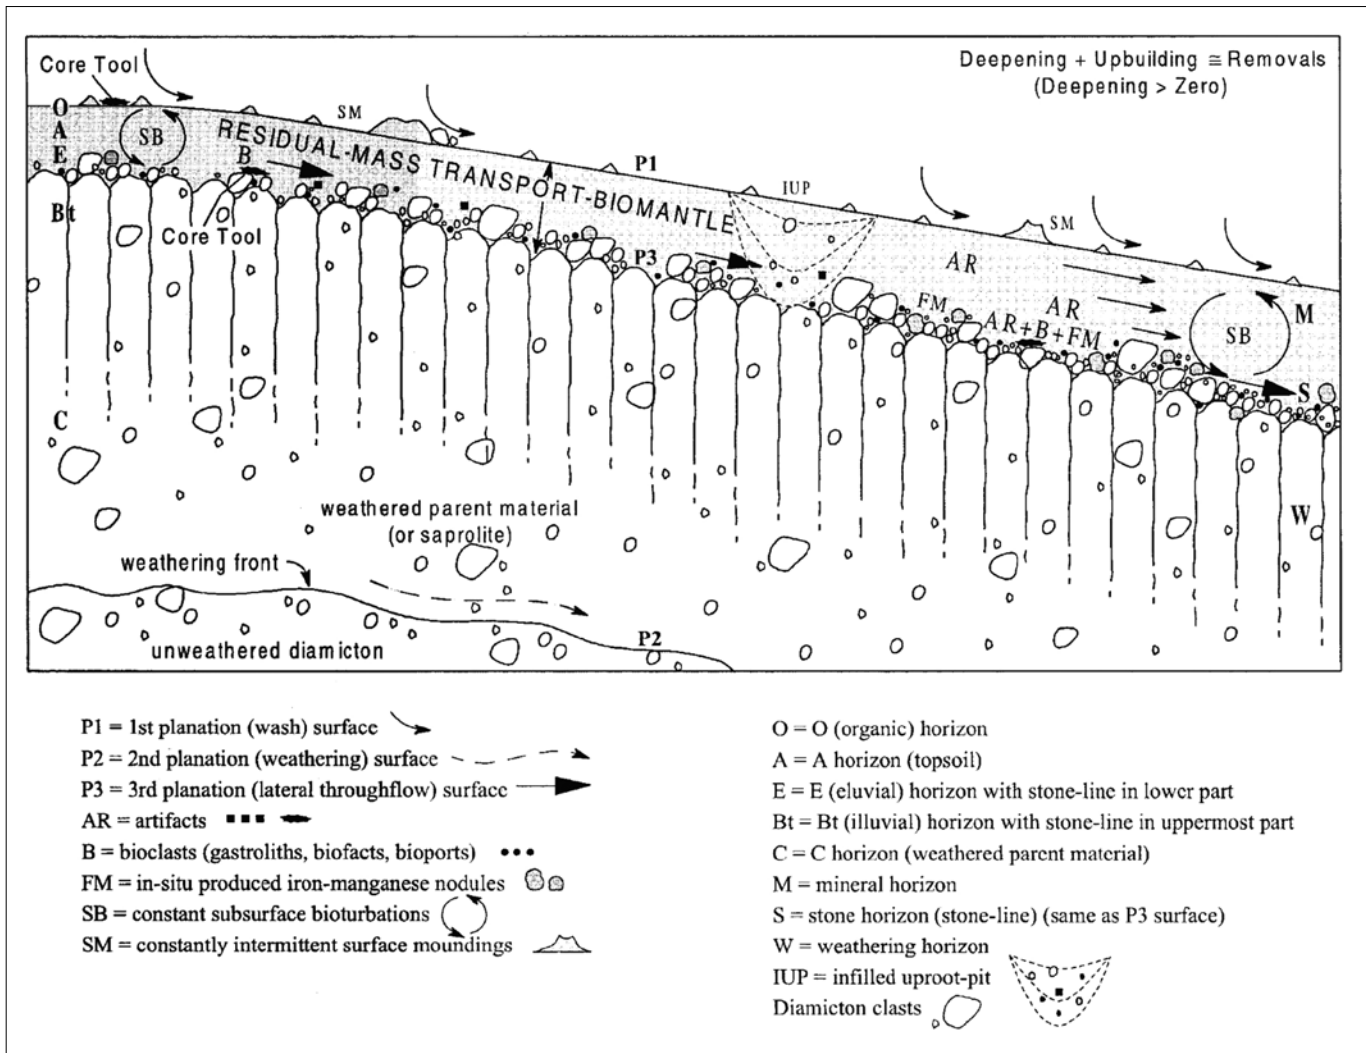 Deepening + Upbuilding ≅ Removals
(Deepening > Zero)
Core Tool
O
A
E
Bt
C
SB
SM
RESIDUAL-MASS TRANSPORT-BIOMANTLE
B
Core Tool
P1
P3
IUP
SM
AR
AR
FM
AR+B+FM
SB
M
S
W
weathered parent material
(or saprolite)
weathering front
unweathered diamicton
P2
P1 = 1st planation (wash) surface
P2 = 2nd planation (weathering) surface
P3 = 3rd planation (lateral throughflow) surface
AR = artifacts
B = bioclasts (gastroliths, biofacts, bioports)
FM = in-situ produced iron-manganese nodules
SB = constant subsurface bioturbations
SM = constantly intermittent surface moundings
O = O (organic) horizon
A = A horizon (topsoil)
E = E (eluvial) horizon with stone-line in lower part
Bt = Bt (illuvial) horizon with stone-line in uppermost part
C = C horizon (weathered parent material)
M = mineral horizon
S = stone horizon (stone-line) (same as P3 surface)
W = weathering horizon
IUP = infilled uproot-pit
Diamicton clasts